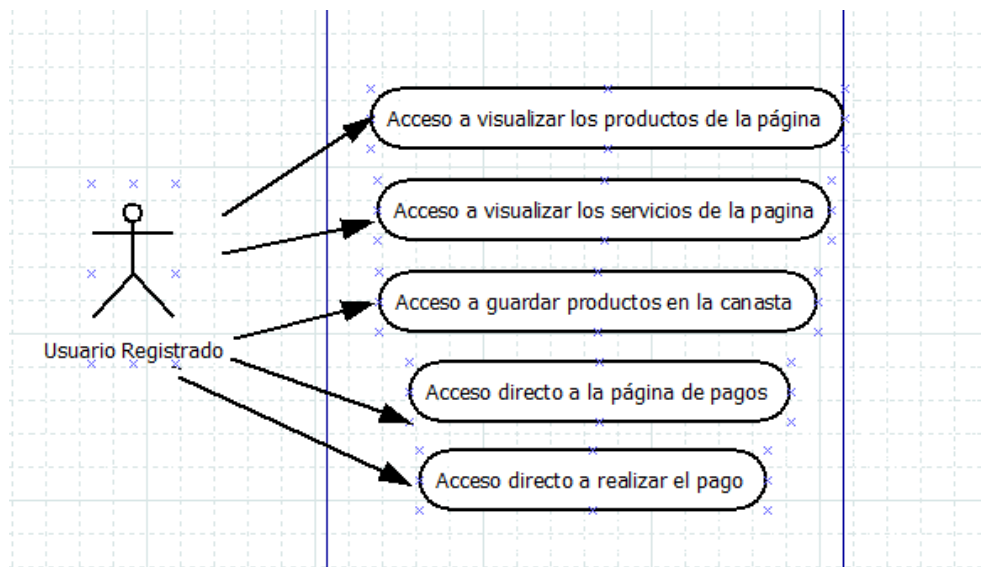 Acceso a visualizar los productos de la página
Acceso a visualizar los servicios de la pagina
Acceso a guardar productos en la canasta
Usuario Registrado
Acceso directo a la página de pagos
Acceso directo a realizar el pago